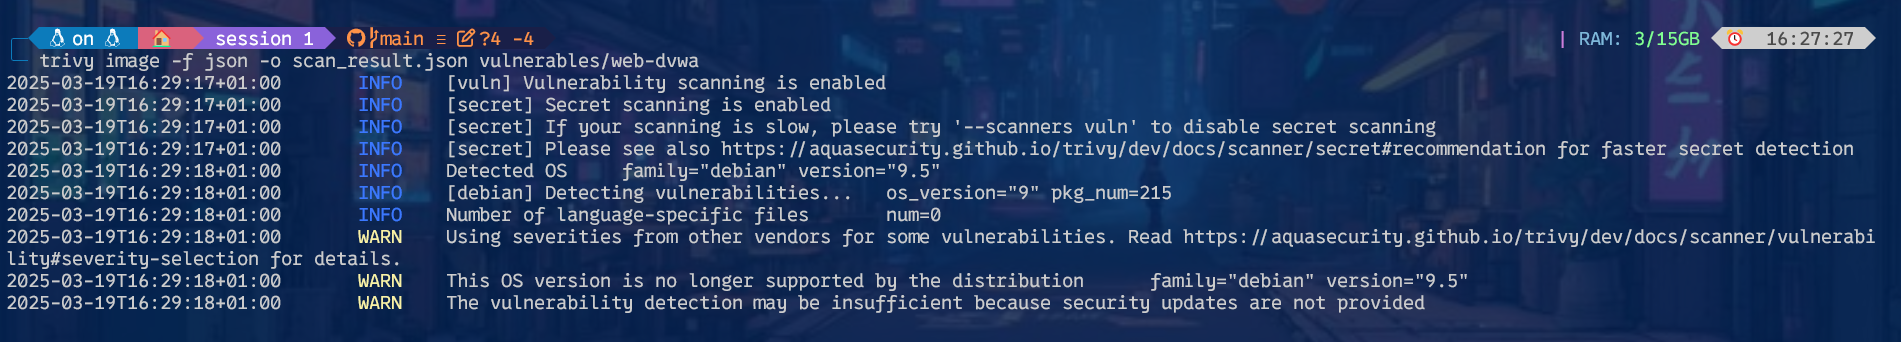 on session 1 main ≡ ?4 -4 | RAM: 3/15GB 16:27:27
trivy image -f json -o scan_result.json vulnerables/web-dvwa
2025-03-19T16:29:17+01:00 INFO [vuln] Vulnerability scanning is enabled
2025-03-19T16:29:17+01:00 INFO [secret] Secret scanning is enabled
2025-03-19T16:29:17+01:00 INFO [secret] If your scanning is slow, please try '--scanners vuln' to disable secret scanning
2025-03-19T16:29:17+01:00 INFO [secret] Please see also https://aquasecurity.github.io/trivy/dev/docs/scanner/secret#recommendation for faster secret detection
2025-03-19T16:29:18+01:00 INFO Detected OS family="debian" version="9.5"
2025-03-19T16:29:18+01:00 INFO [debian] Detecting vulnerabilities... os_version="9" pkg_num=215
2025-03-19T16:29:18+01:00 INFO Number of language-specific files num=0
2025-03-19T16:29:18+01:00 WARN Using severities from other vendors for some vulnerabilities. Read https://aquasecurity.github.io/trivy/dev/docs/scanner/vulnerabi
lity#severity-selection for details.
2025-03-19T16:29:18+01:00 WARN This OS version is no longer supported by the distribution family="debian" version="9.5"
2025-03-19T16:29:18+01:00 WARN The vulnerability detection may be insufficient because security updates are not provided